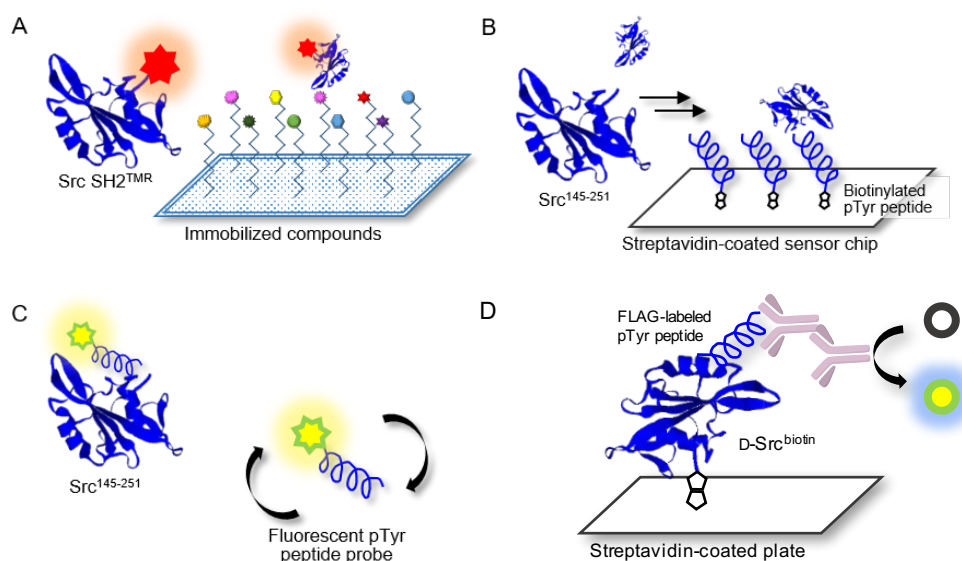 A
Src SH2TMR
Immobilized compounds
B
Src145-251
Biotinylated
pTyr peptide
Streptavidin-coated sensor chip
C
Src145-251
Fluorescent pTyr
peptide probe
D
FLAG-labeled
pTyr peptide
D-Srcbiotin
Streptavidin-coated plate